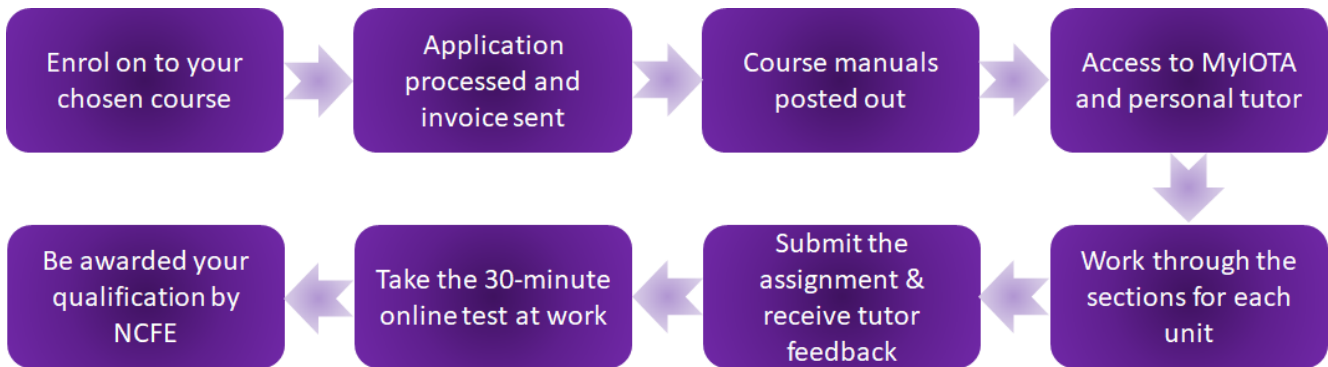 Enrol on to your
chosen course
Application
processed and
invoice sent
Course manuals
posted out
Access to MyIOTA
and personal tutor
Work through the
sections for each
unit
Submit the
assignment &
receive tutor
feedback
Take the 30-minute
online test at work
Be awarded your
qualification by
NCFE